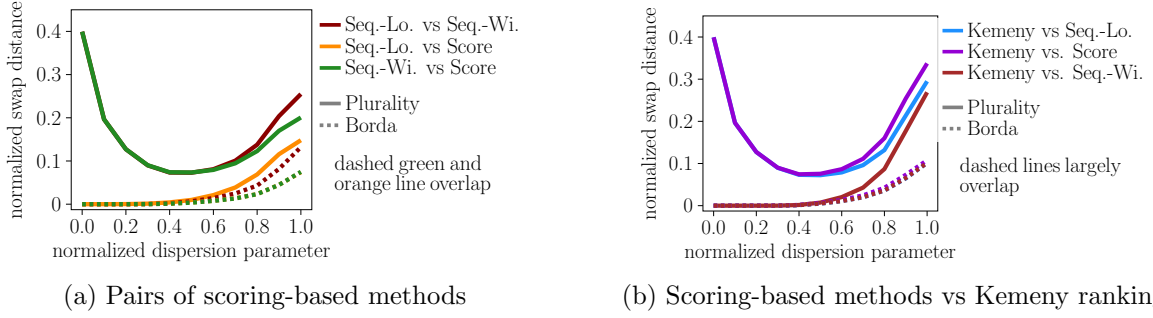 normalized swap distance
0.4
0.3
0.2
0.1
0
0.0 0.2 0.4 0.6 0.8 1.0
normalized dispersion parameter
Seq.-Lo. vs Seq.-Wi.
Seq.-Lo. vs Score
Seq.-Wi. vs Score
Plurality
Borda
dashed green and
orange line overlap
(a) Pairs of scoring-based methods
normalized swap distance
0.4
0.3
0.2
0.1
0
0.0 0.2 0.4 0.6 0.8 1.0
normalized dispersion parameter
Kemeny vs Seq.-Lo.
Kemeny vs. Score
Kemeny vs. Seq.-Wi.
Plurality
Borda
dashed lines largely
overlap
(b) Scoring-based methods vs Kemeny rankin